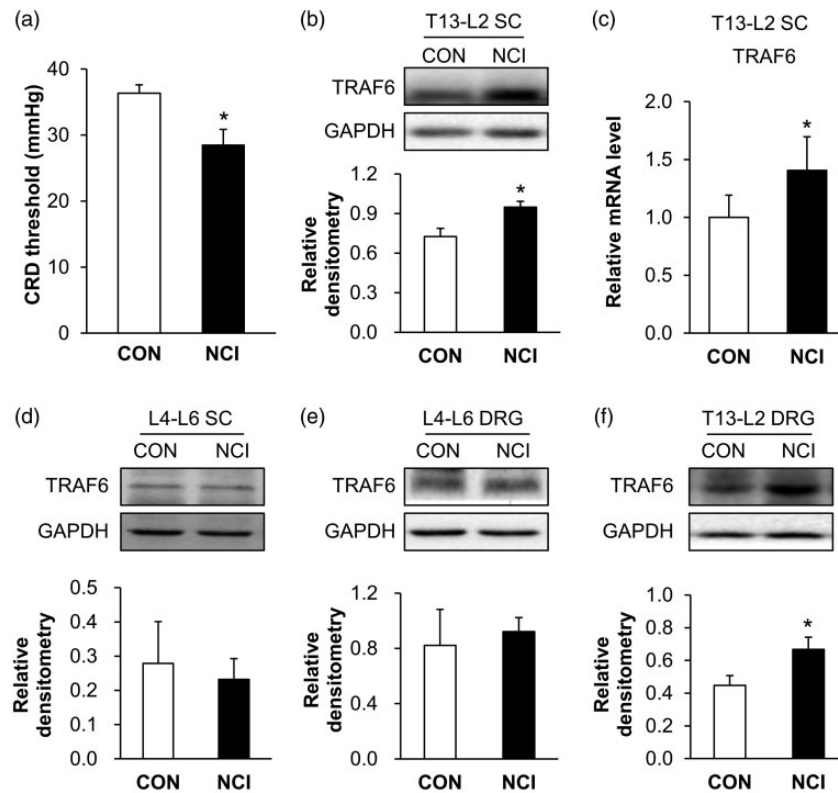 (a)
CRD threshold (mmHg)
40
30
20
10
0
*
CON NCI
(b)
T13-L2 SC
CON NCI
TRAF6
GAPDH
Relative
densitometry
1.2
0.9
0.6
0.3
0.0
*
CON NCI
(c)
T13-L2 SC
TRAF6
Relative mRNA level
2.0
1.5
1.0
0.5
0.0
*
CON NCI
(d)
L4-L6 SC
CON NCI
TRAF6
GAPDH
Relative
densitometry
0.5
0.4
0.3
0.2
0.1
0.0
CON NCI
(e)
L4-L6 DRG
CON NCI
TRAF6
GAPDH
Relative
densitometry
1.2
0.8
0.4
0.0
CON NCI
(f)
T13-L2 DRG
CON NCI
TRAF6
GAPDH
Relative
densitometry
1.0
0.8
0.6
0.4
0.2
0.0
*
CON NCI